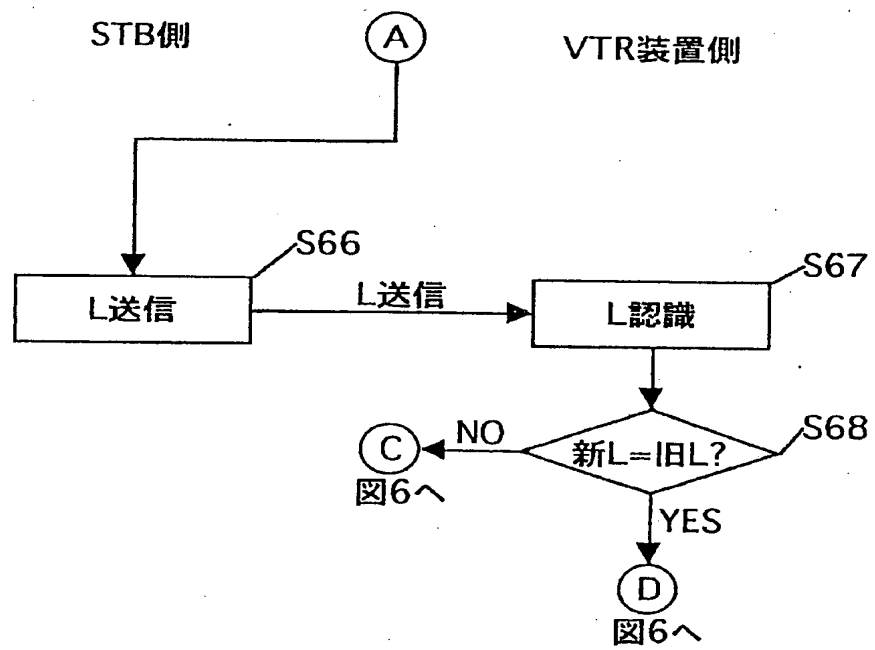 STB側
A
VTR装置側
S66
L送信
L送信
S67
L認識
S68
新L=旧L?
NO
C
図6へ
YES
D
図6へ